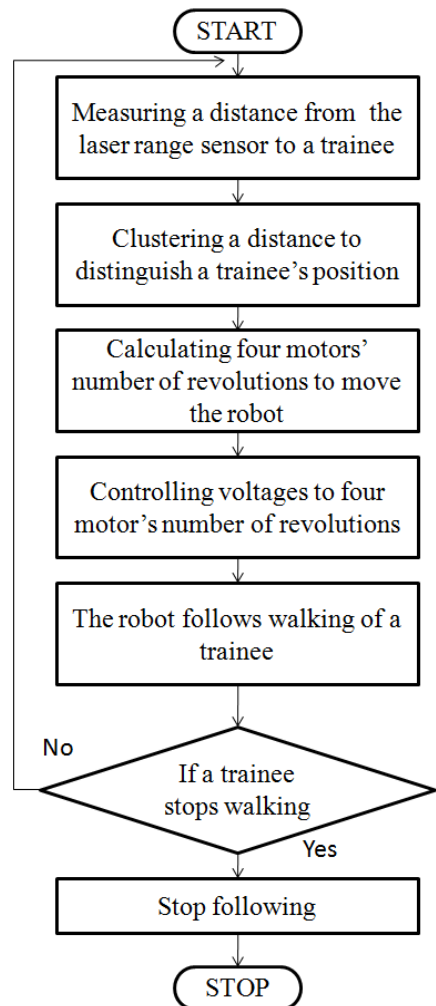 START
Measuring a distance from the
laser range sensor to a trainee
Clustering a distance to
distinguish a trainee's position
Calculating four motors'
number of revolutions to move
the robot
Controlling voltages to four
motor's number of revolutions
The robot follows walking of a
trainee
No
If a trainee
stops walking
Yes
Stop following
STOP